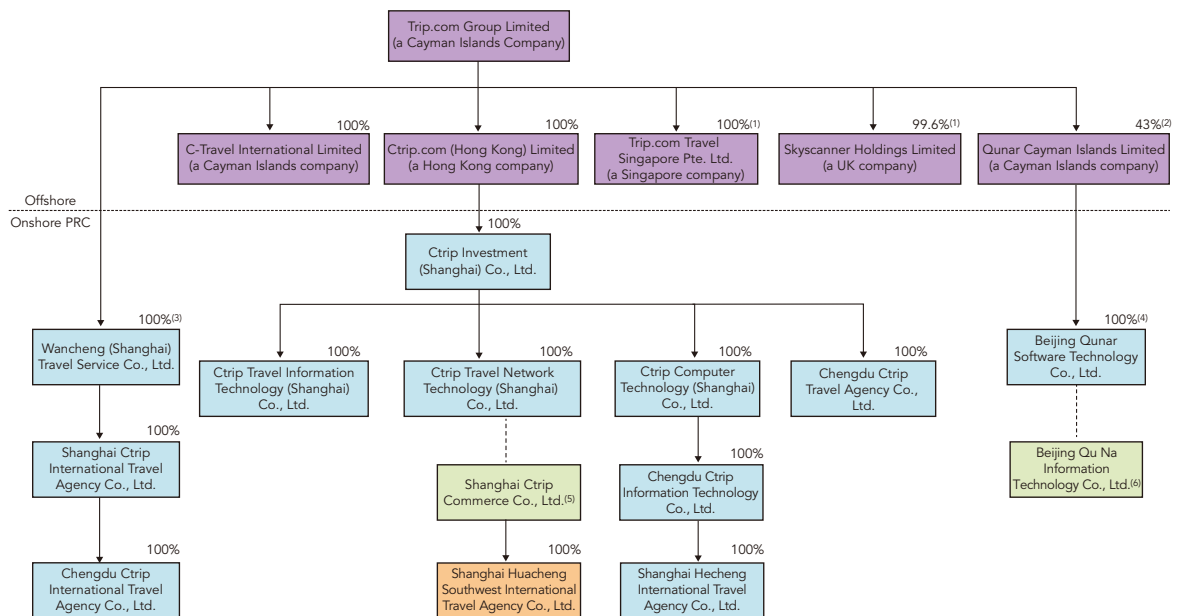 Trip.com Group Limited
(a Cayman Islands Company)
100%
C-Travel International Limited
(a Cayman Islands company)
100%
Ctrip.com (Hong Kong) Limited
(a Hong Kong company)
100%(1)
Trip.com Travel
Singapore Pte. Ltd.
(a Singapore company)
99.6%(1)
Skyscanner Holdings Limited
(a UK company)
43%(2)
Qunar Cayman Islands Limited
(a Cayman Islands company)
Offshore
Onshore PRC
100%
Ctrip Investment
(Shanghai) Co., Ltd.
100%(3)
Wancheng (Shanghai)
Travel Service Co., Ltd.
100%
Ctrip Travel Information
Technology (Shanghai)
Co., Ltd.
100%
Ctrip Travel Network
Technology (Shanghai)
Co., Ltd.
100%
Ctrip Computer
Technology (Shanghai)
Co., Ltd.
100%
Chengdu Ctrip
Travel Agency Co.,
Ltd.
100%(4)
Beijing Qunar
Software Technology
Co., Ltd.
100%
Shanghai Ctrip
International Travel
Agency Co., Ltd.
Shanghai Ctrip
Commerce Co., Ltd.(5)
100%
Chengdu Ctrip
Information Technology
Co., Ltd.
Beijing Qu Na
Information
Technology Co., Ltd.(6)
100%
Chengdu Ctrip
International Travel
Agency Co., Ltd.
100%
Shanghai Huacheng
Southwest International
Travel Agency Co., Ltd.
100%
Shanghai Hecheng
International Travel
Agency Co., Ltd.